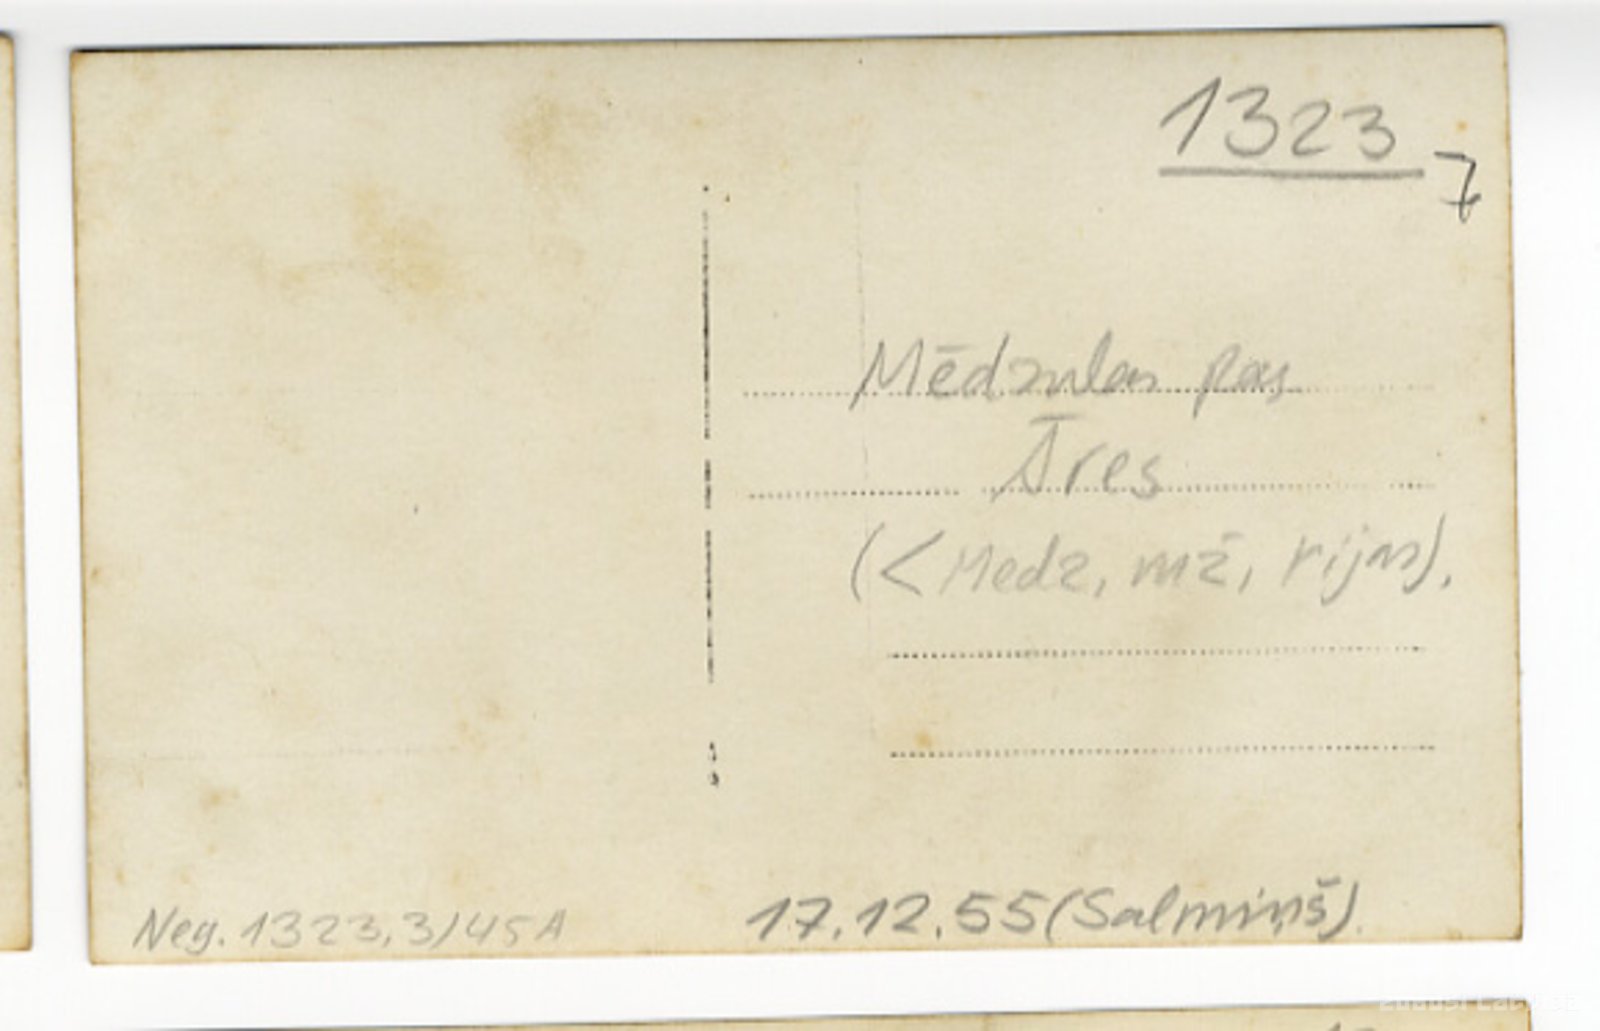 1323
7
Mēdzulas pag
Āres
(< Medz, mž, rijas).
Neg. 1323,3/45A
17.12.55 (Salmiņš).